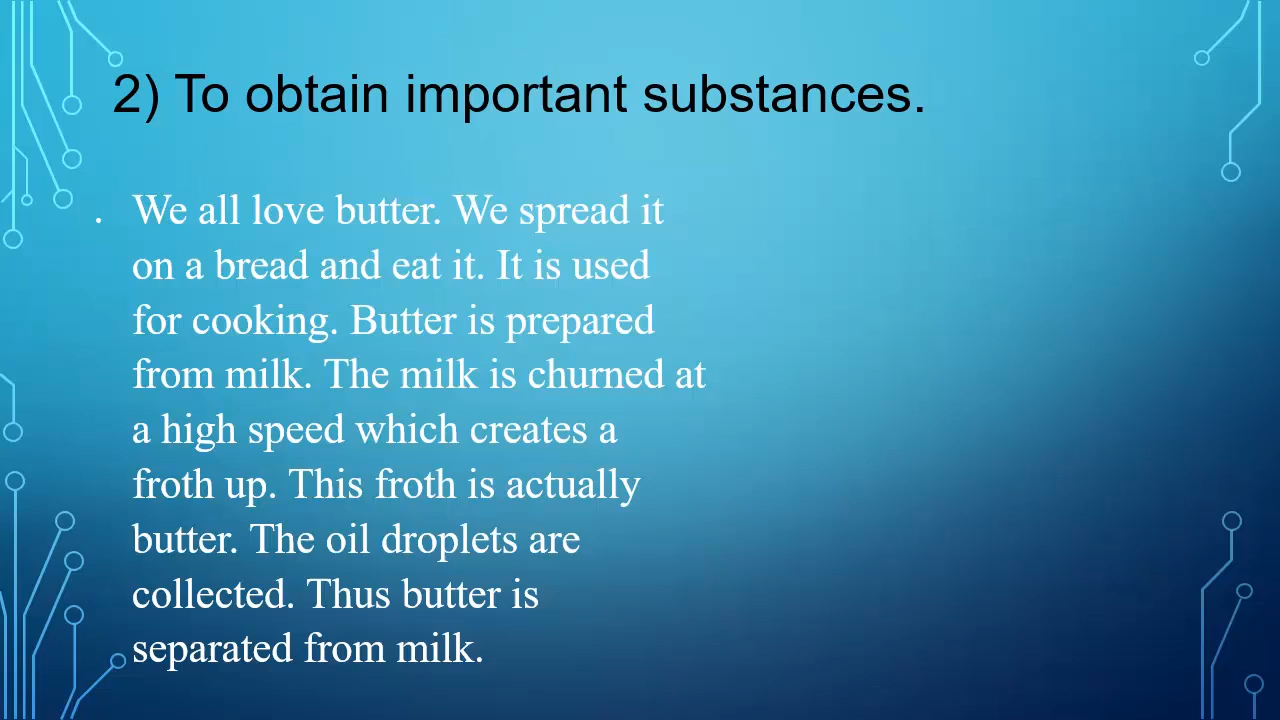 2) To obtain important substances.
. We all love butter. We spread it
on a bread and eat it. It is used
for cooking. Butter is prepared
from milk. The milk is churned at
a high speed which creates a
froth up. This froth is actually
butter. The oil droplets are
collected. Thus butter is
separated from milk.